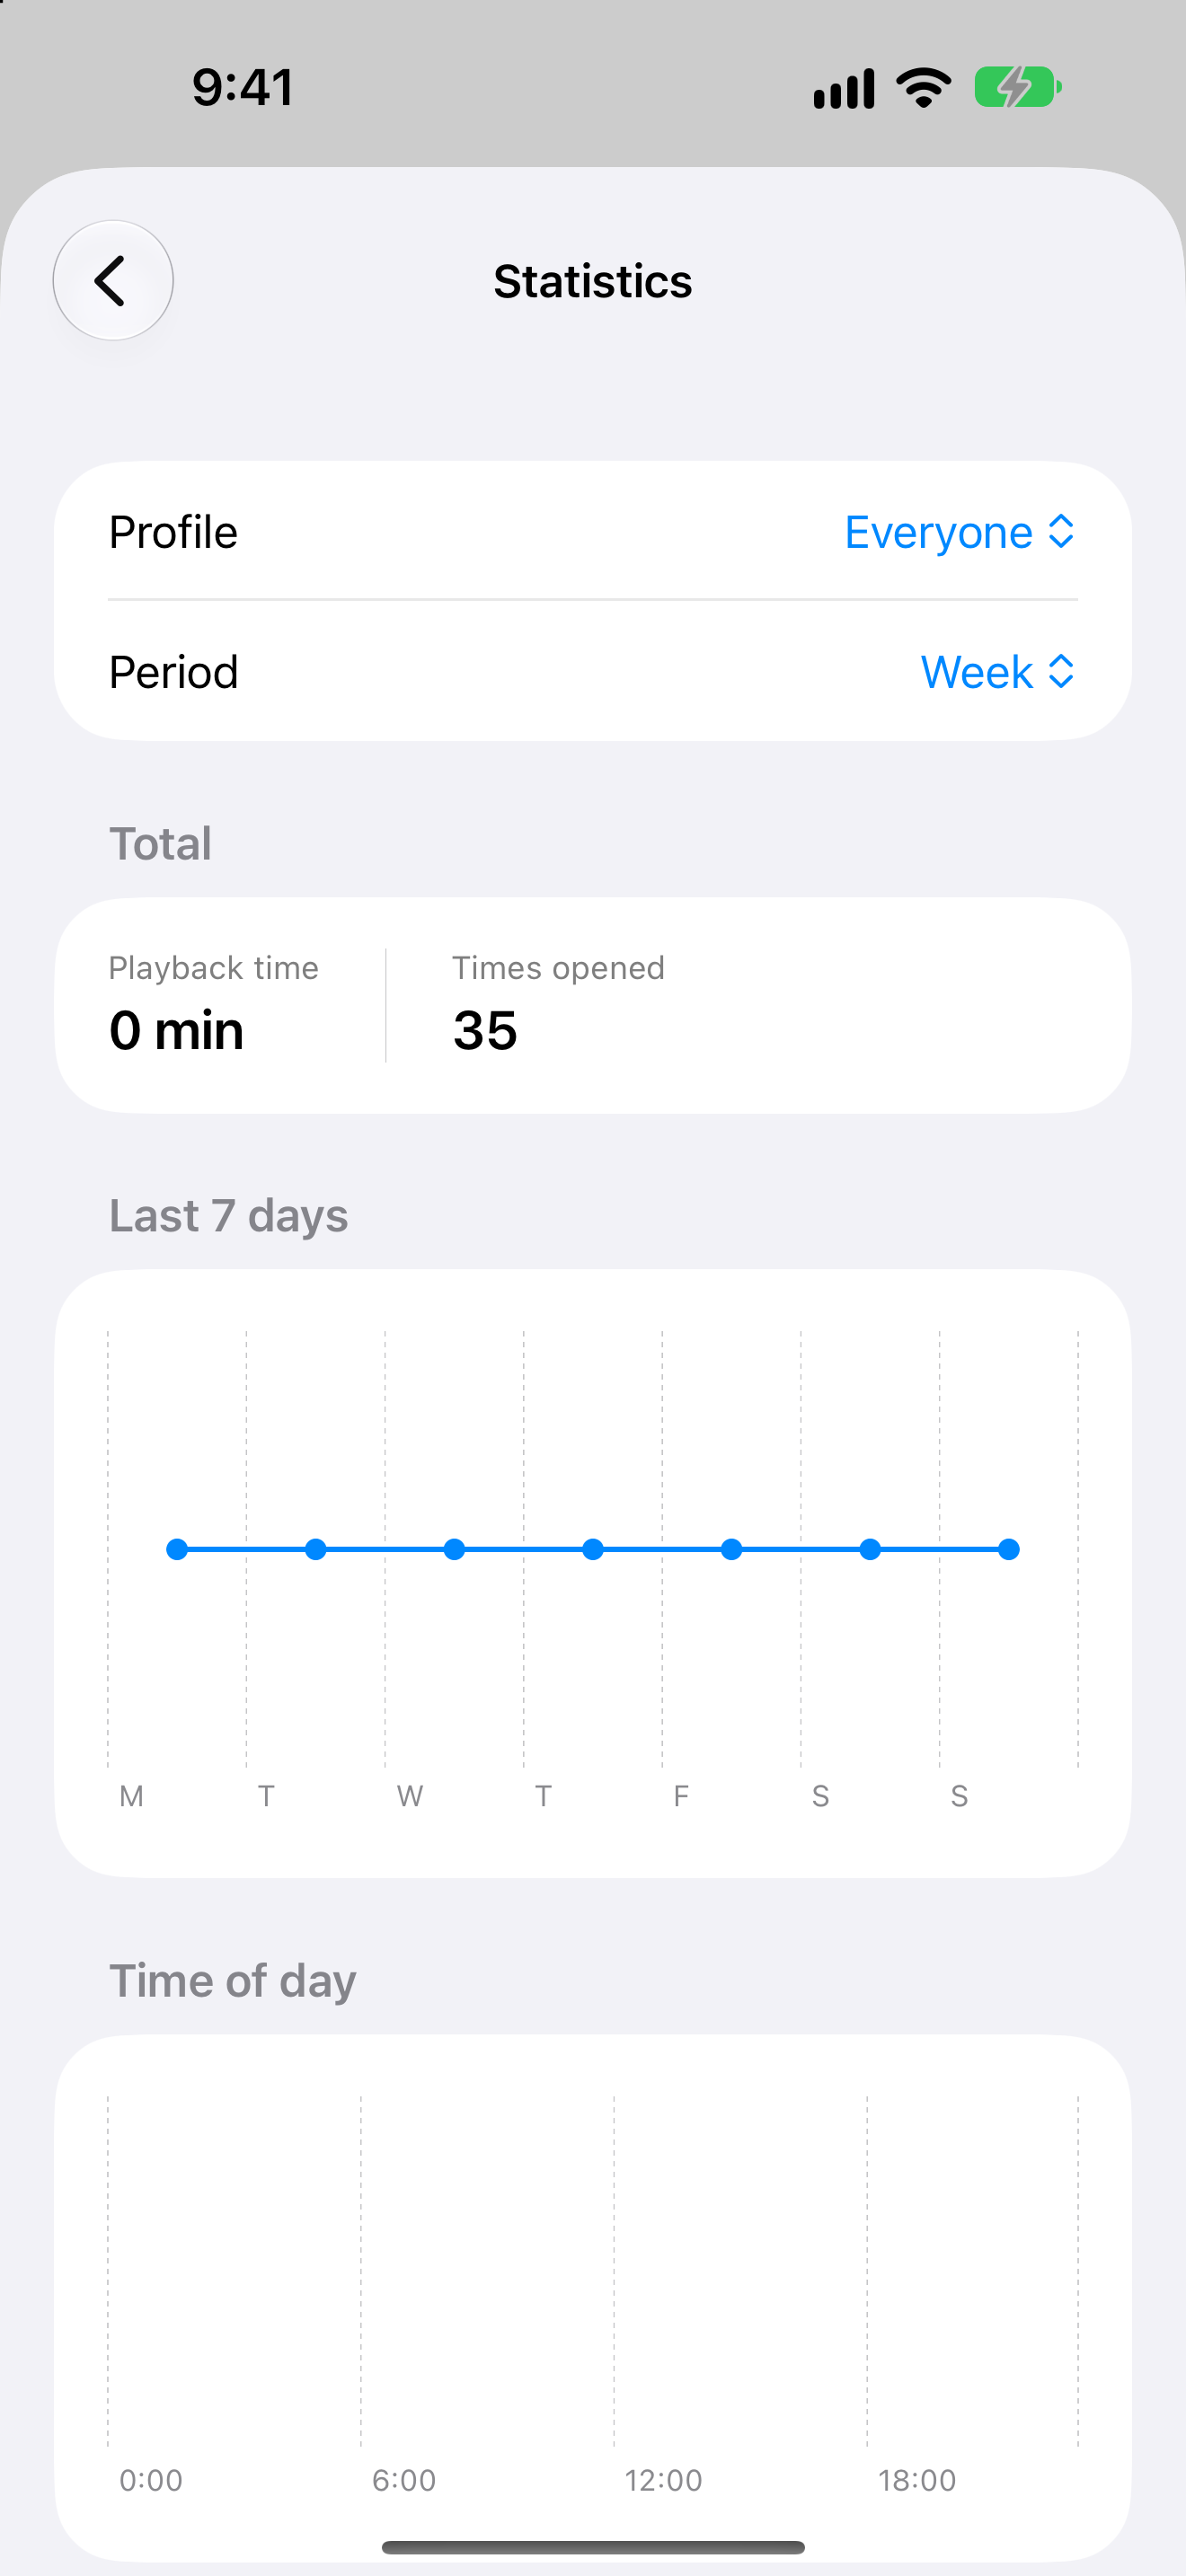 9:41
Statistics
Profile Everyone
Period Week
Total
Playback time Times opened
0 min 35
Last 7 days
M T W T F S S
Time of day
0:00 6:00 12:00 18:00